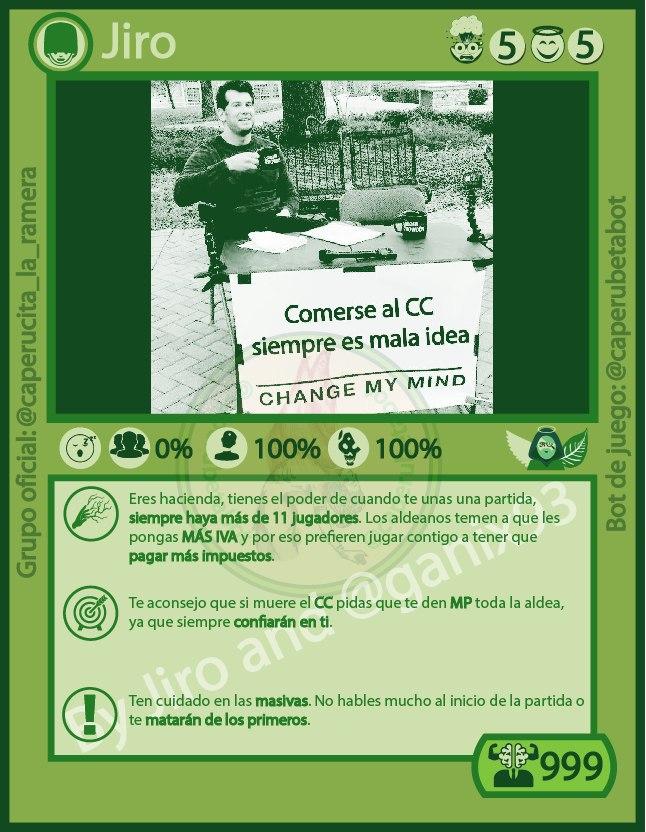 Jiro
5
5
Grupo oficial: @caperucita_la_ramera
Bot de juego: @caperubetabot
Comerse al CC
siempre es mala idea
CHANGE MY MIND
0%
100%
100%
Eres hacienda, tienes el poder de cuando te unas una partida,
siempre haya más de 11 jugadores. Los aldeanos temen a que les
pongas MÁS IVA y por eso prefieren jugar contigo a tener que
pagar más impuestos.
Te aconsejo que si muere el CC pidas que te den MP toda la aldea,
ya que siempre confiarán en ti.
Ten cuidado en las masivas. No hables mucho al inicio de la partida o
te matarán de los primeros.
By Jiro and @ganix03
999